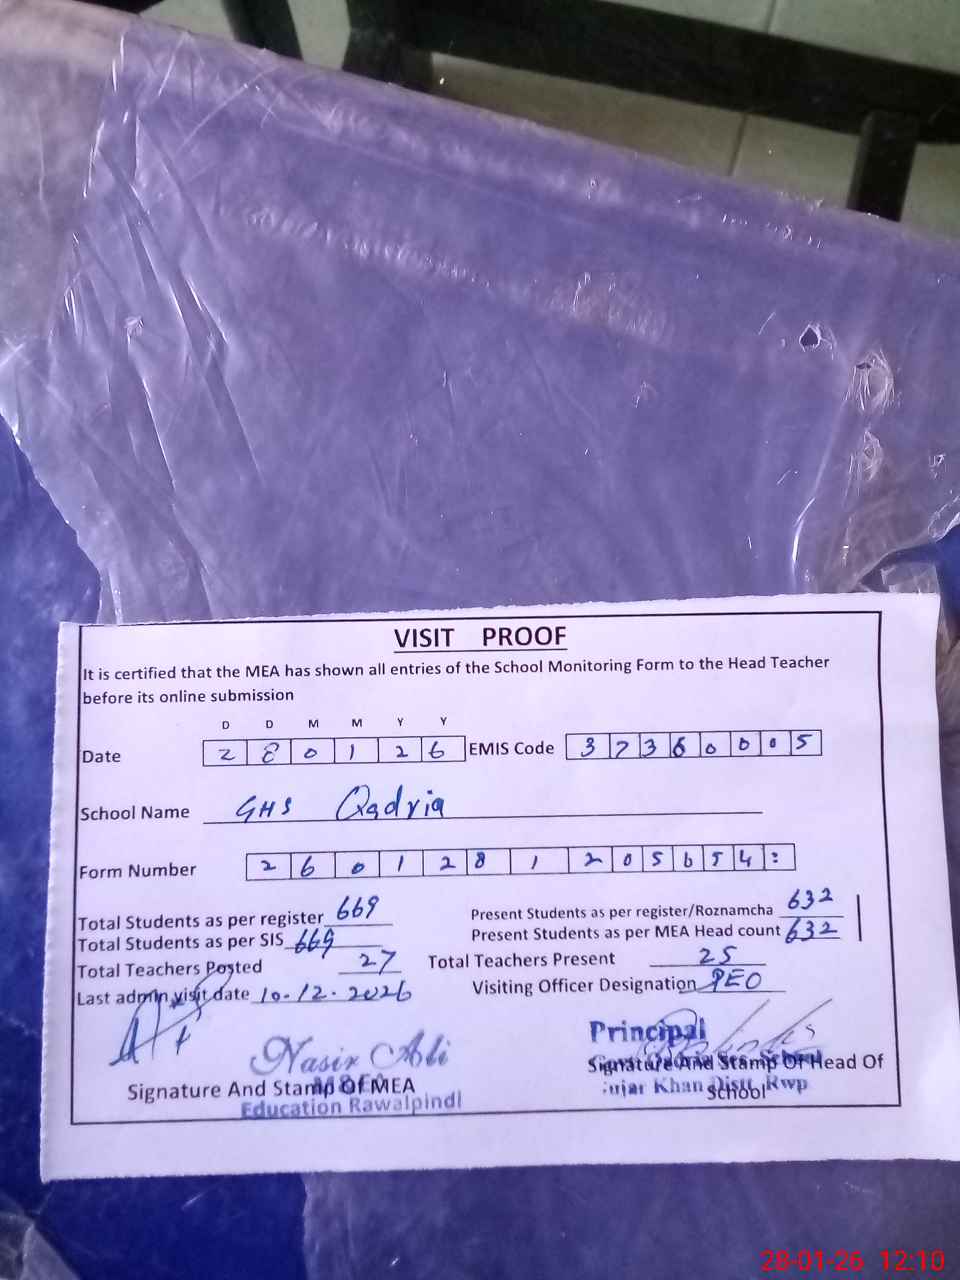 VISIT PROOF
It is certified that the MEA has shown all entries of the School Monitoring Form to the Head Teacher
before its online submission
D D M M Y Y
Date 2 8 0 1 2 6 EMIS Code 3 7 3 6 0 0 0 5
School Name GHS Qadria
Form Number 2 6 0 1 2 8 1 2 0 5 6 5 4 :
Total Students as per register 669 Present Students as per register/Roznamcha 632
Total Students as per SIS 669 Present Students as per MEA Head count 632
Total Teachers Posted 27 Total Teachers Present 25
Last admin visit date 10-12-2026 Visiting Officer Designation PEO
Nasir Ali
Principal
Signature And Stamp Of MEA
Signature And Stamp Of Head Of
School
Education Rawalpindi
Khan Distt, Rwp
28-01-26 12:10